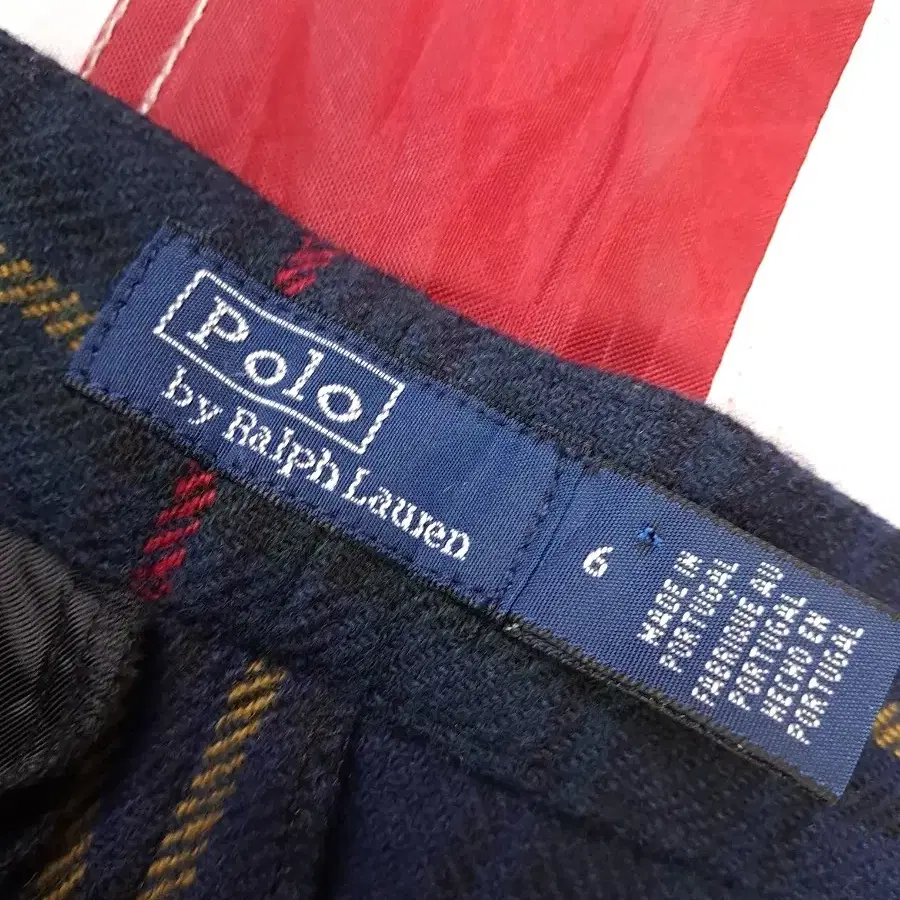 Polo
by Ralph Lauren
6
MADE IN
PORTUGAL
FABRIQUE AU
PORTUGAL
HECHO EN
PORTUGAL